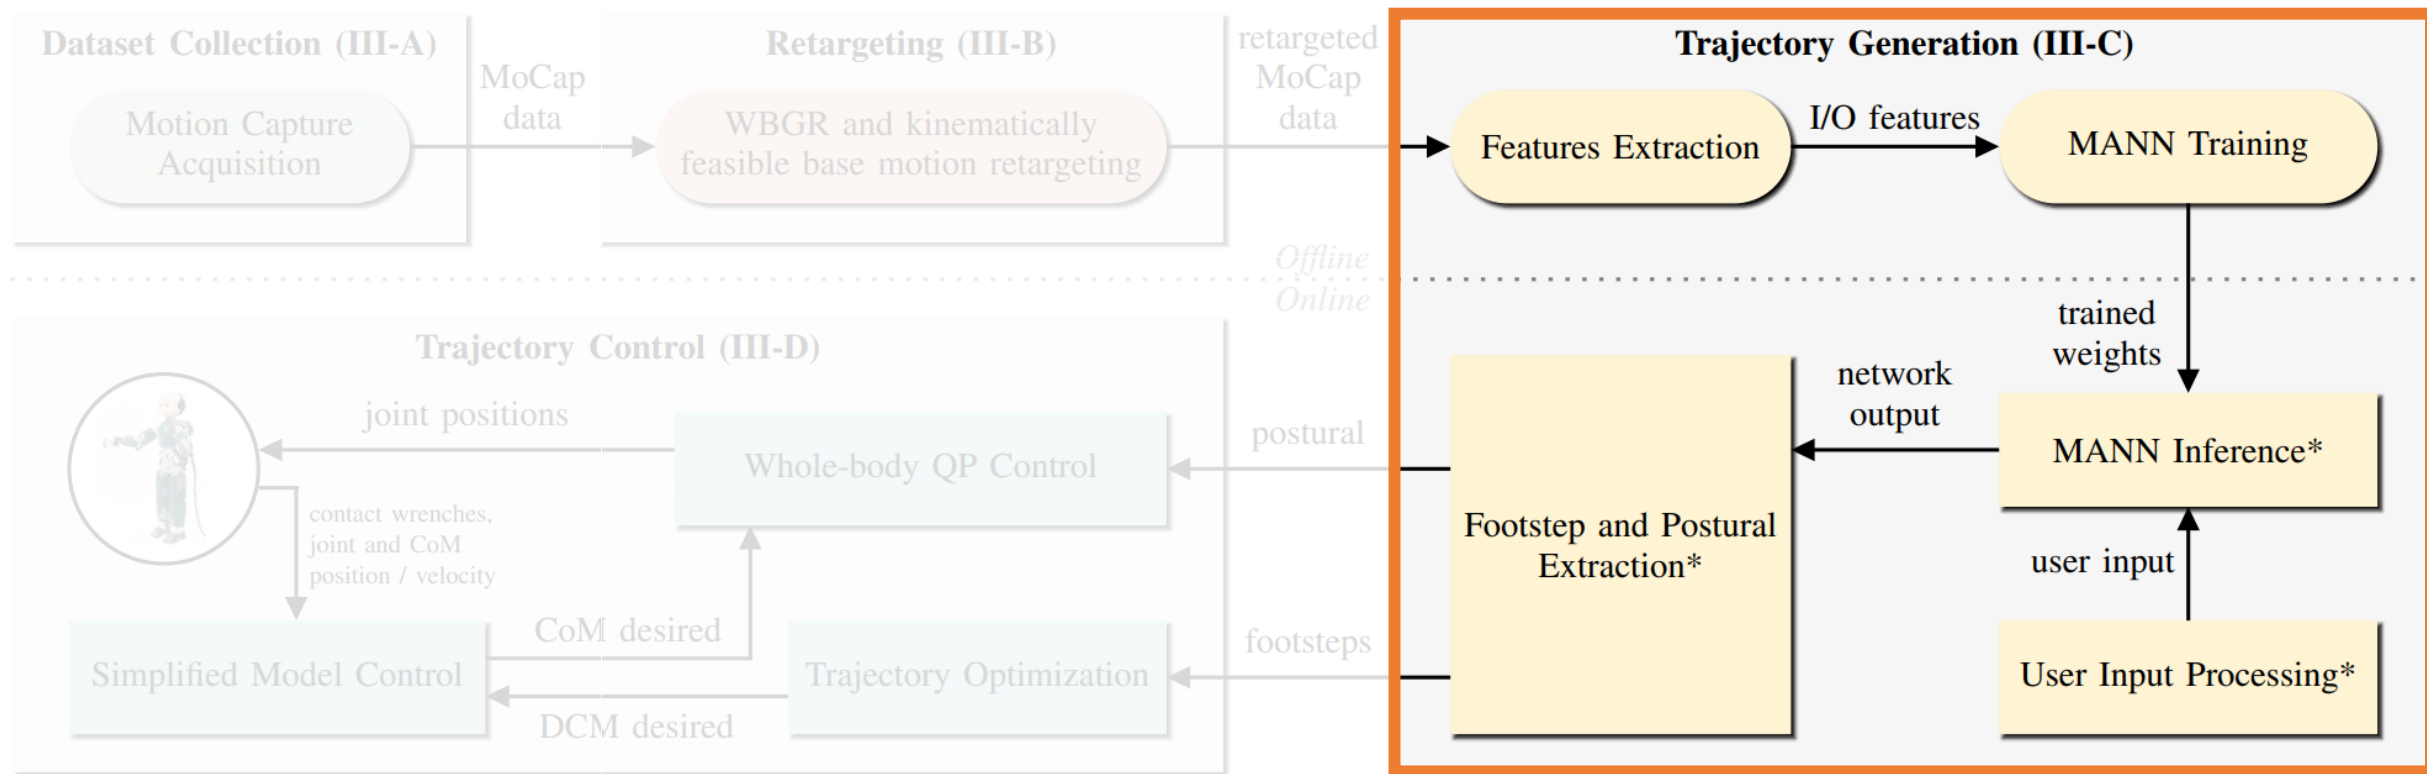 Dataset Collection (III-A)
Motion Capture
Acquisition
MoCap
data
Retargeting (III-B)
WBGR and kinematically
feasible base motion retargeting
retargeted
MoCap
data
Trajectory Generation (III-C)
Features Extraction
I/O features
MANN Training
Offline
Online
trained
weights
Trajectory Control (III-D)
joint positions
Whole-body QP Control
postural
network
output
MANN Inference*
Footstep and Postural
Extraction*
contact wrenches,
joint and CoM
position / velocity
user input
CoM desired
Simplified Model Control
DCM desired
Trajectory Optimization
footsteps
User Input Processing*